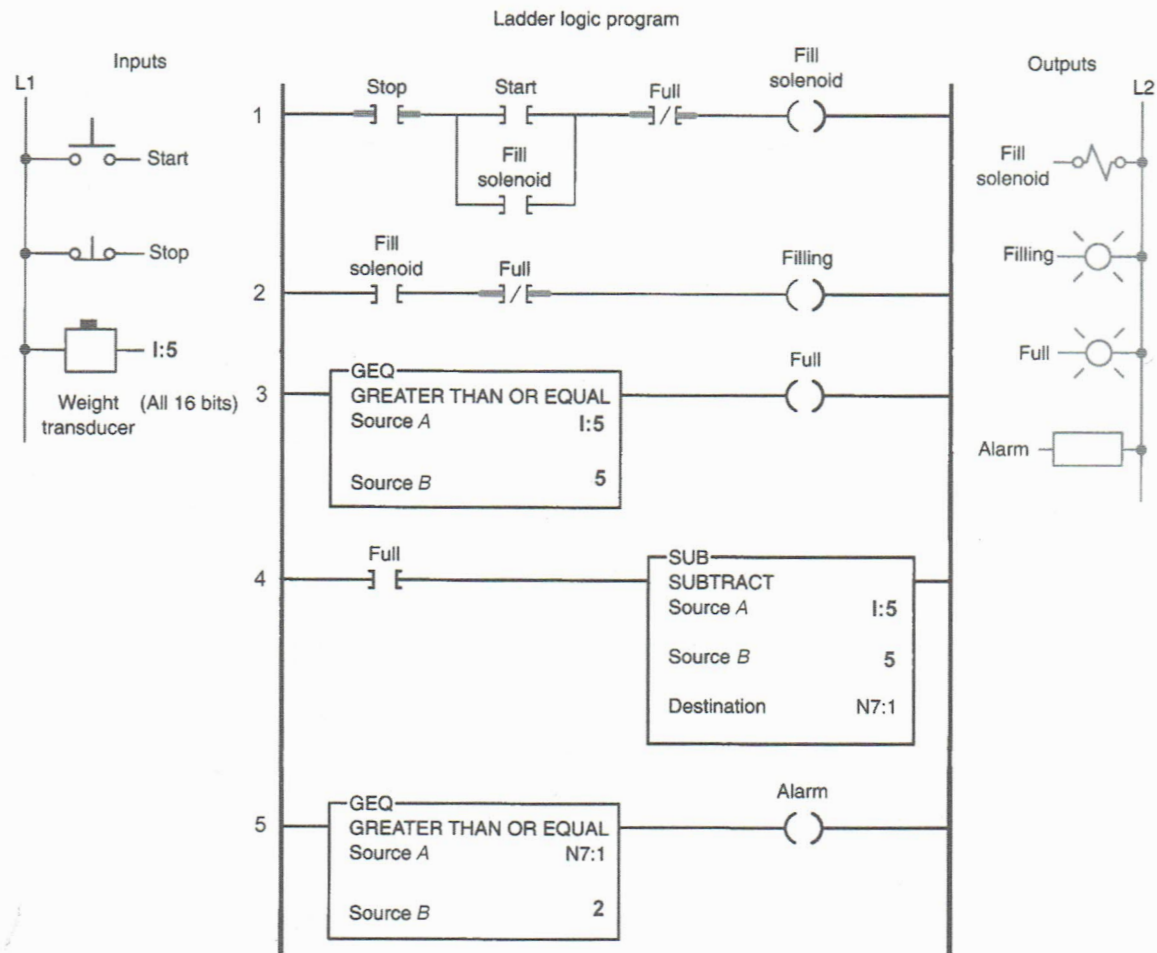 Ladder logic program
Inputs
L1
Start
Stop
I:5
Weight transducer
(All 16 bits)
1
Stop
Start
Full
Fill solenoid
Fill solenoid
2
Fill solenoid
Full
Filling
3
GEQ
GREATER THAN OR EQUAL
Source A I:5
Source B 5
Full
4
Full
SUB
SUBTRACT
Source A I:5
Source B 5
Destination N7:1
5
GEQ
GREATER THAN OR EQUAL
Source A N7:1
Source B 2
Alarm
Outputs
L2
Fill solenoid
Filling
Full
Alarm